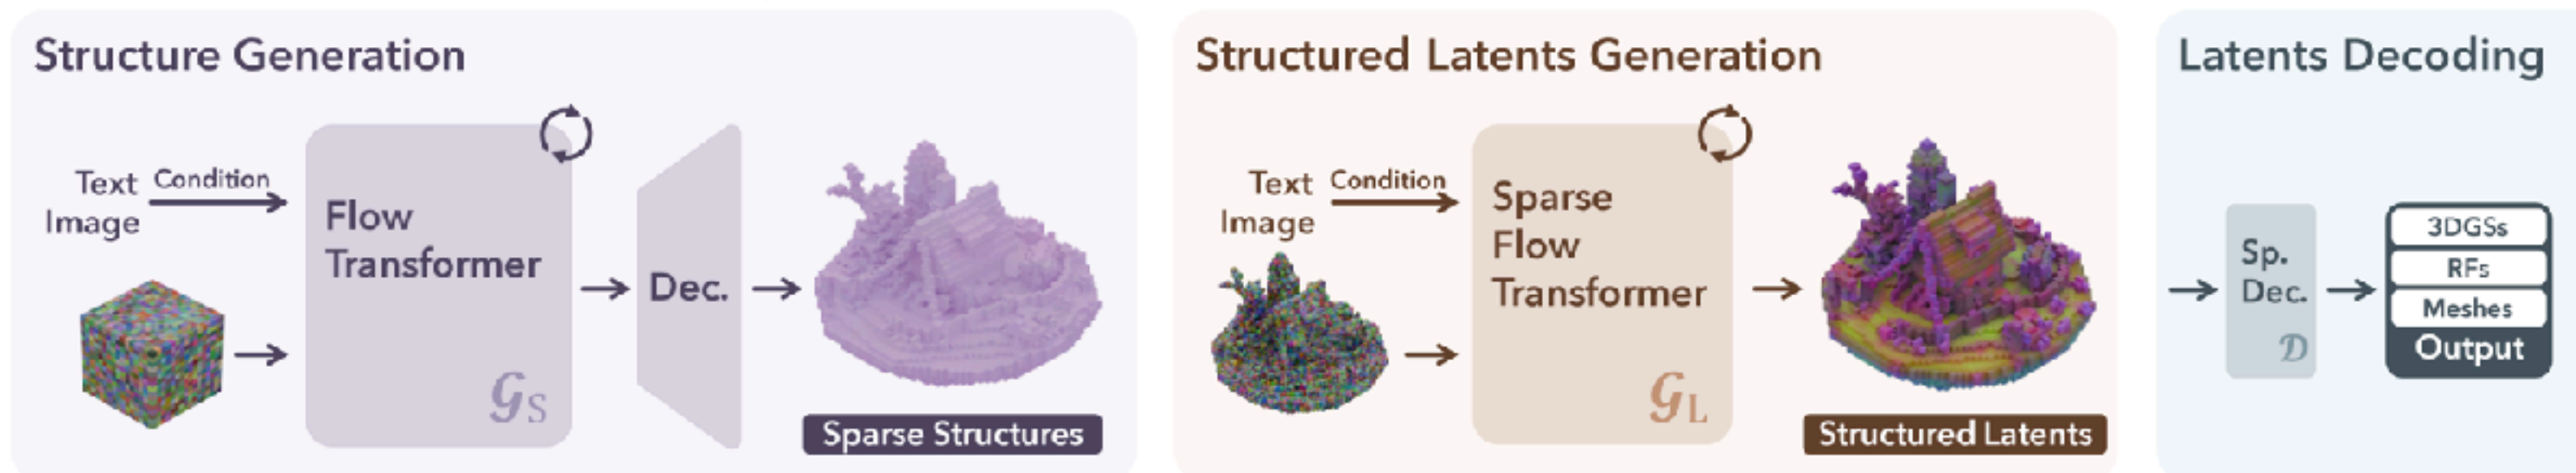 Structure Generation
Text
Condition
Image
Flow
Transformer
𝒢S
Dec.
Sparse Structures
Structured Latents Generation
Text
Condition
Image
Sparse
Flow
Transformer
𝒢L
Structured Latents
Latents Decoding
Sp.
Dec.
𝒟
3DGSs
RFs
Meshes
Output